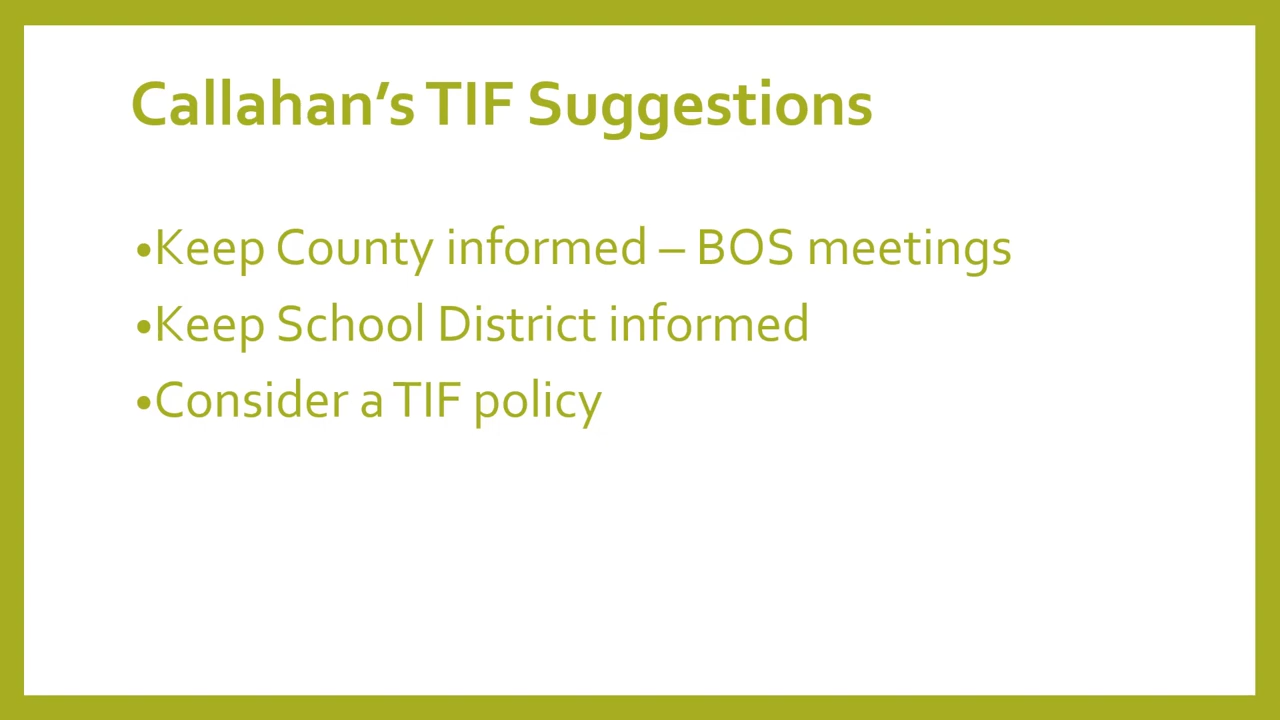 Callahan’s TIF Suggestions
•Keep County informed – BOS meetings
•Keep School District informed
•Consider a TIF policy